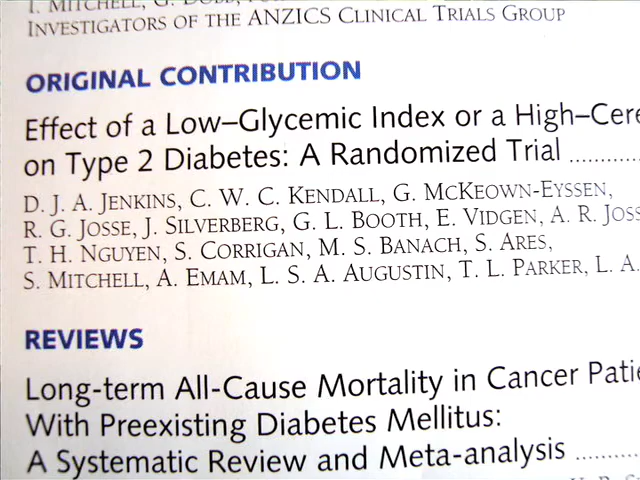 I. MITCHELL, G.
INVESTIGATORS OF THE ANZICS CLINICAL TRIALS GROUP
ORIGINAL CONTRIBUTION
Effect of a Low–Glycemic Index or a High–Cere
on Type 2 Diabetes: A Randomized Trial ..........
D. J. A. JENKINS, C. W. C. KENDALL, G. MCKEOWN-EYSSEN,
R. G. JOSSE, J. SILVERBERG, G. L. BOOTH, E. VIDGEN, A. R. JOSS
T. H. NGUYEN, S. CORRIGAN, M. S. BANACH, S. ARES,
S. MITCHELL, A. EMAM, L. S. A. AUGUSTIN, T. L. PARKER, L. A.
REVIEWS
Long-term All-Cause Mortality in Cancer Patie
With Preexisting Diabetes Mellitus:
A Systematic Review and Meta-analysis ..........